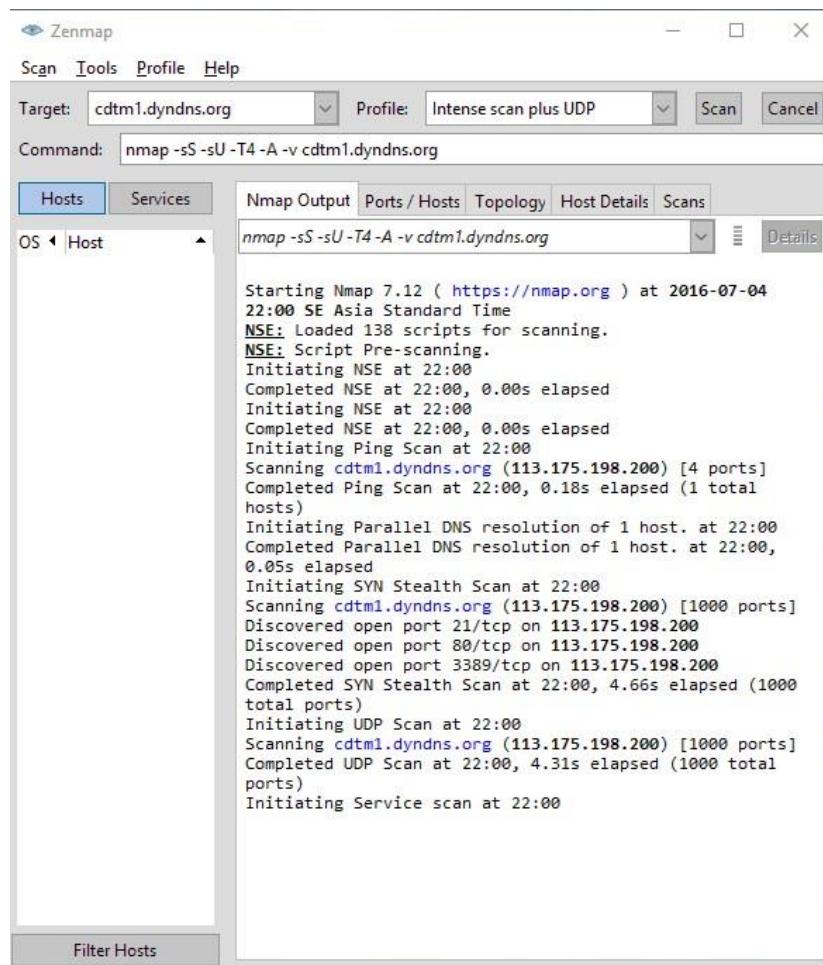 Zenmap
Scan Tools Profile Help
Target: cdtm1.dyndns.org Profile: Intense scan plus UDP Scan Cancel
Command: nmap -sS -sU -T4 -A -v cdtm1.dyndns.org
Hosts Services Nmap Output Ports / Hosts Topology Host Details Scans
OS Host nmap -sS -sU -T4 -A -v cdtm1.dyndns.org Details
Starting Nmap 7.12 ( https://nmap.org ) at 2016-07-04
22:00 SE Asia Standard Time
NSE: Loaded 138 scripts for scanning.
NSE: Script Pre-scanning.
Initiating NSE at 22:00
Completed NSE at 22:00, 0.00s elapsed
Initiating NSE at 22:00
Completed NSE at 22:00, 0.00s elapsed
Initiating Ping Scan at 22:00
Scanning cdtm1.dyndns.org (113.175.198.200) [4 ports]
Completed Ping Scan at 22:00, 0.18s elapsed (1 total
hosts)
Initiating Parallel DNS resolution of 1 host. at 22:00
Completed Parallel DNS resolution of 1 host. at 22:00,
0.05s elapsed
Initiating SYN Stealth Scan at 22:00
Scanning cdtm1.dyndns.org (113.175.198.200) [1000 ports]
Discovered open port 21/tcp on 113.175.198.200
Discovered open port 80/tcp on 113.175.198.200
Discovered open port 3389/tcp on 113.175.198.200
Completed SYN Stealth Scan at 22:00, 4.66s elapsed (1000
total ports)
Initiating UDP Scan at 22:00
Scanning cdtm1.dyndns.org (113.175.198.200) [1000 ports]
Completed UDP Scan at 22:00, 4.31s elapsed (1000 total
ports)
Initiating Service scan at 22:00
Filter Hosts